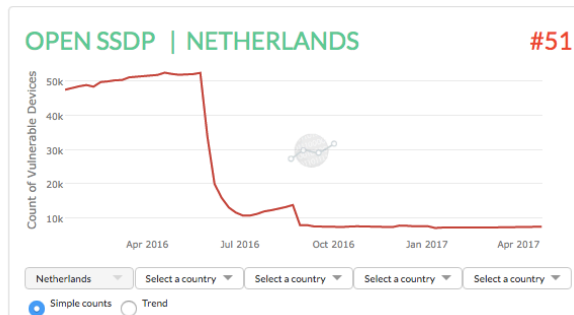 OPEN SSDP | NETHERLANDS #51
Count of Vulnerable Devices
50k
40k
30k
20k
10k
Apr 2016 Jul 2016 Oct 2016 Jan 2017 Apr 2017
Netherlands Select a country Select a country Select a country Select a country
Simple counts Trend